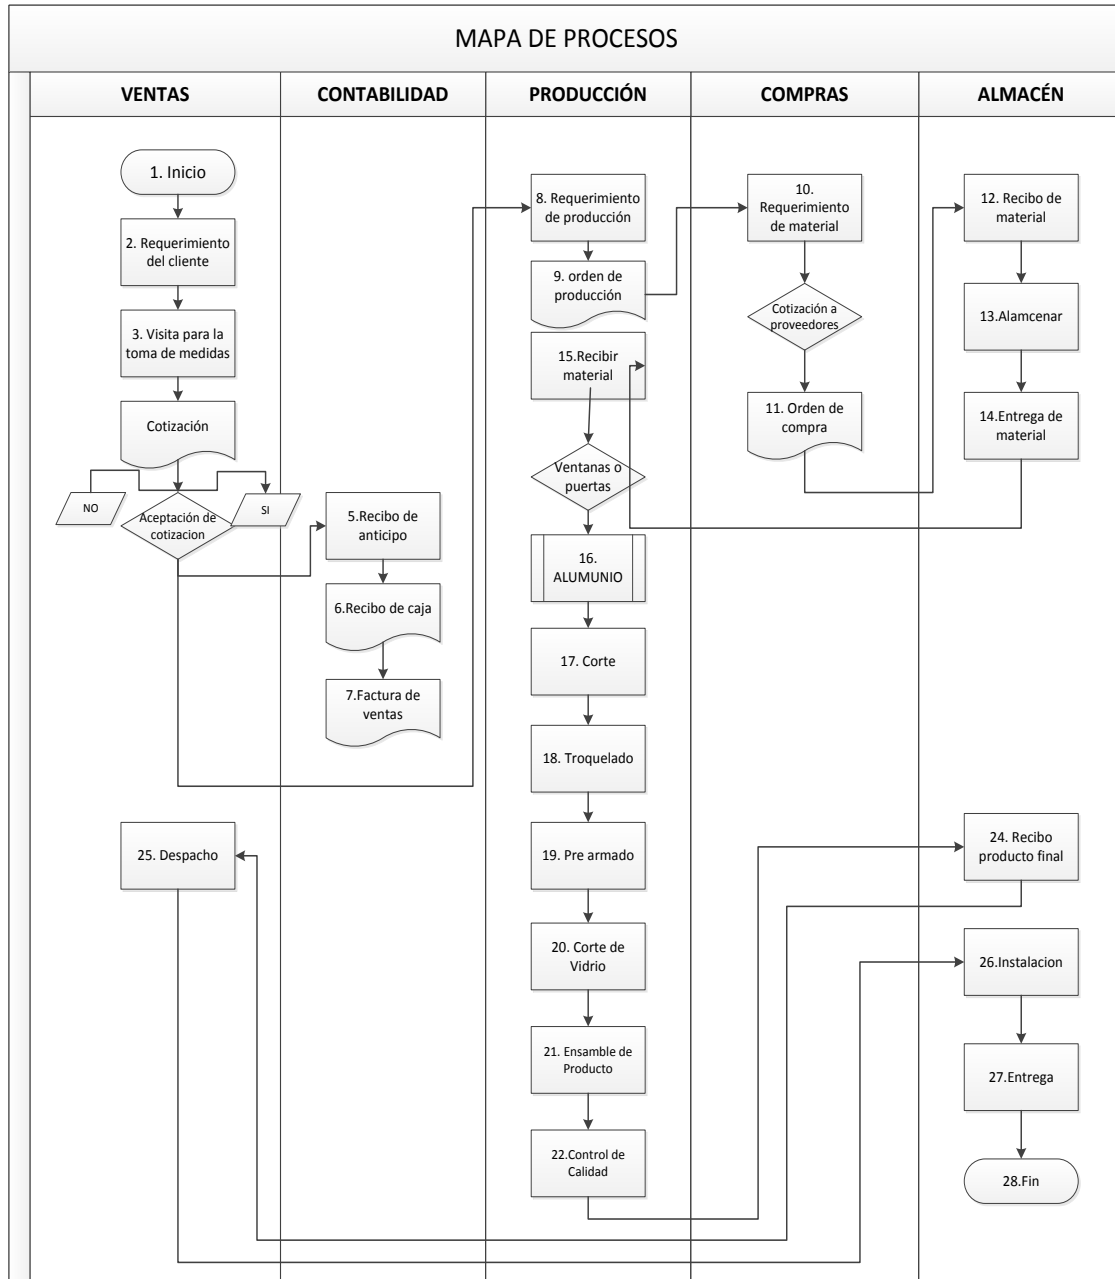 MAPA DE PROCESOS
VENTAS
CONTABILIDAD
PRODUCCIÓN
COMPRAS
ALMACÉN
1. Inicio
2. Requerimiento
del cliente
3. Visita para la
toma de medidas
Cotización
NO
SI
Aceptación de
cotizacion
25. Despacho
5.Recibo de
anticipo
6.Recibo de caja
7.Factura de
ventas
8. Requerimiento
de producción
9. orden de
producción
15.Recibir
material
Ventanas o
puertas
16.
ALUMUNIO
17. Corte
18. Troquelado
19. Pre armado
20. Corte de
Vidrio
21. Ensamble de
Producto
22.Control de
Calidad
10.
Requerimiento
de material
Cotización a
proveedores
11. Orden de
compra
12. Recibo de
material
13.Alamcenar
14.Entrega de
material
24. Recibo
producto final
26.Instalacion
27.Entrega
28.Fin